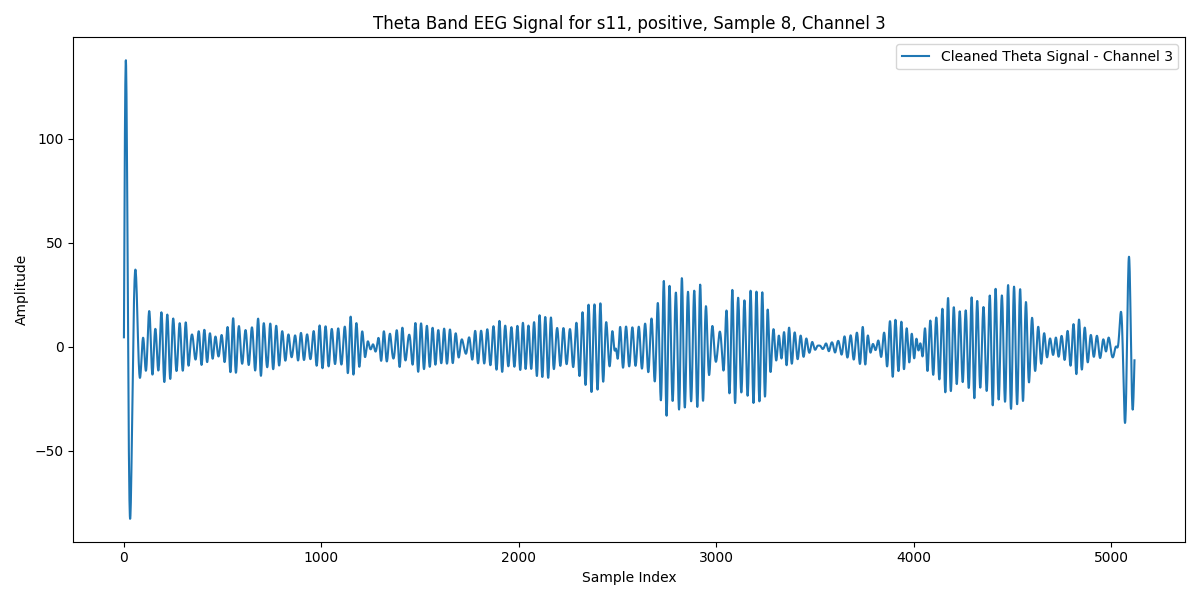 Theta Band EEG Signal for s11, positive, Sample 8, Channel 3
Cleaned Theta Signal - Channel 3
Amplitude
100
50
0
−50
0 1000 2000 3000 4000 5000
Sample Index